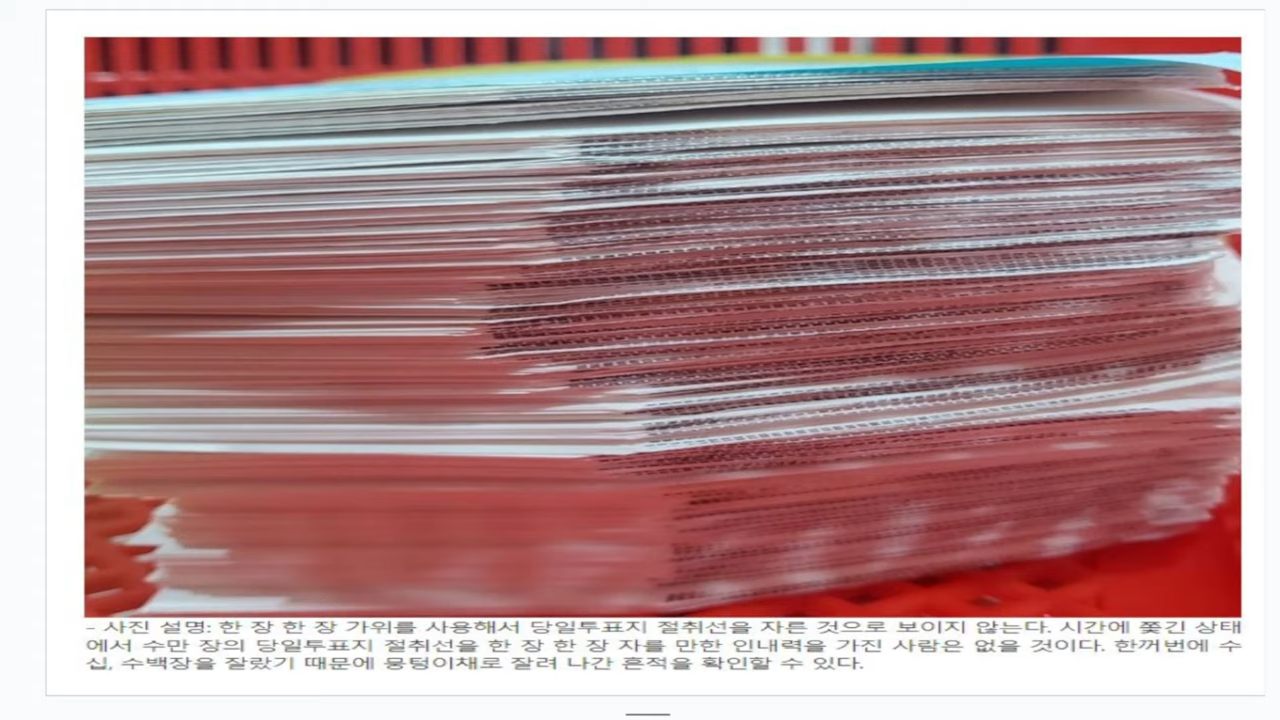 - 사진 설명: 한 장 한 장 가위를 사용해서 당일투표지 절취선을 자른 것으로 보이지 않는다. 시간에 쫓긴 상태
에서 수만 장의 당일투표지 절취선을 한 장 한 장 자를 만한 인내력을 가진 사람은 없을 것이다. 한꺼번에 수
십, 수백장을 잘랐기 때문에 뭉텅이채로 잘려 나간 흔적을 확인할 수 있다.